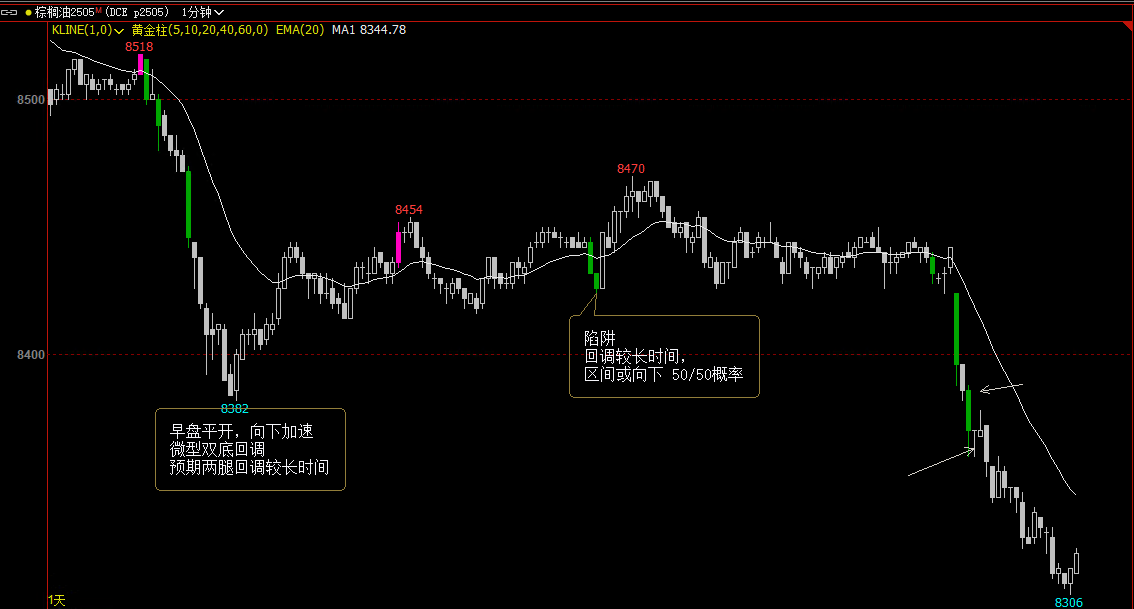 棕榈油2505M (DCE p2505) 1分钟
KLINE(1,0) 黄金柱(5,10,20,40,60,0) EMA(20) MA1 8344.78
8518
8500
8470
8454
陷阱
回调较长时间,
区间或向下 50/50概率
8400
8382
早盘平开, 向下加速
微型双底回调
预期两腿回调较长时间
1天
8306